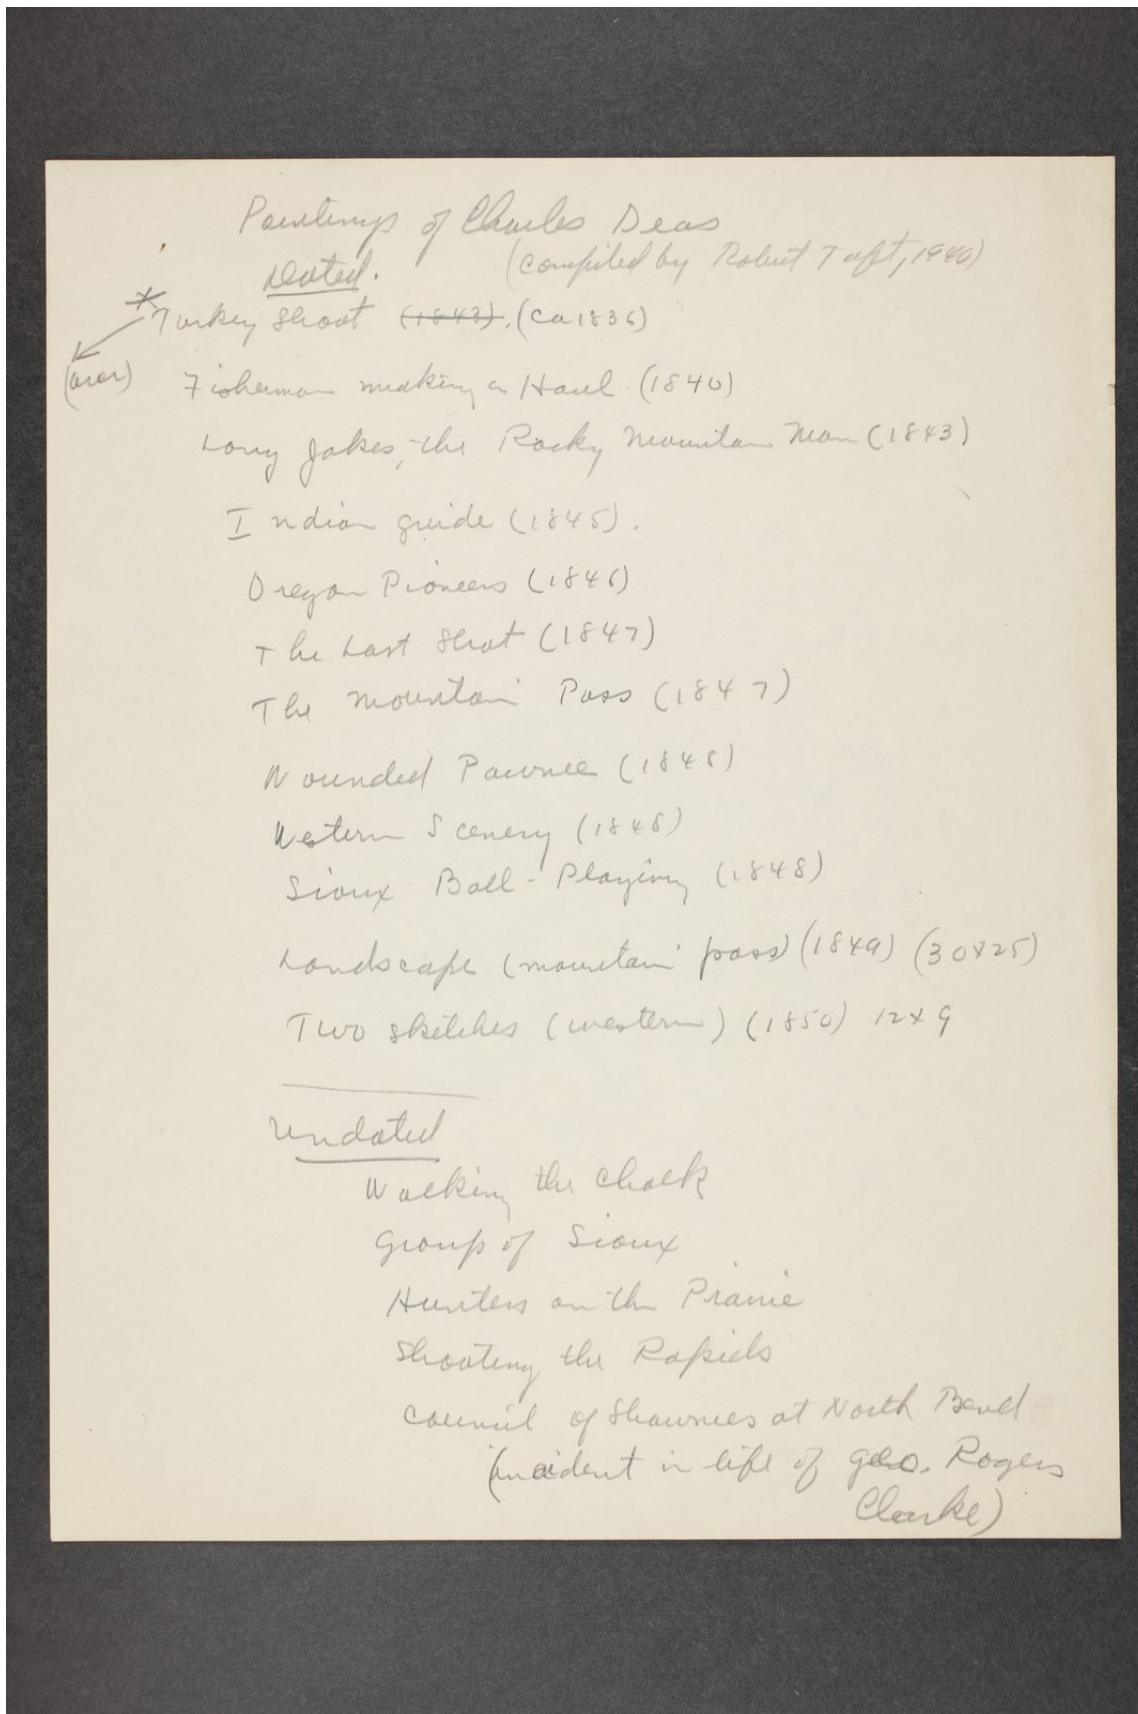 Paintings of Charles Deas
(compiled by Robert Taft, 1940)
Dated.
* Turkey Shoot (1843). (ca 1836)
(over)
Fisherman making a Haul (1840)
Long Jakes, the Rocky Mountain Man (1843)
Indian guide (1845).
Oregon Pioneers (1846)
The Last Shot (1847)
The Mountain Pass (1847)
Wounded Pawnee (1848)
Western Scenery (1848)
Sioux Ball-Playing (1848)
Landscape (mountain pass) (1849) (30x25)
Two sketches (western) (1850) 12x9
Undated
Walking the Chalk
Group of Sioux
Hunters on the Prairie
Shooting the Rapids
Council of Shawnees at North Bend
(incident in life of Geo. Rogers
Clarke)